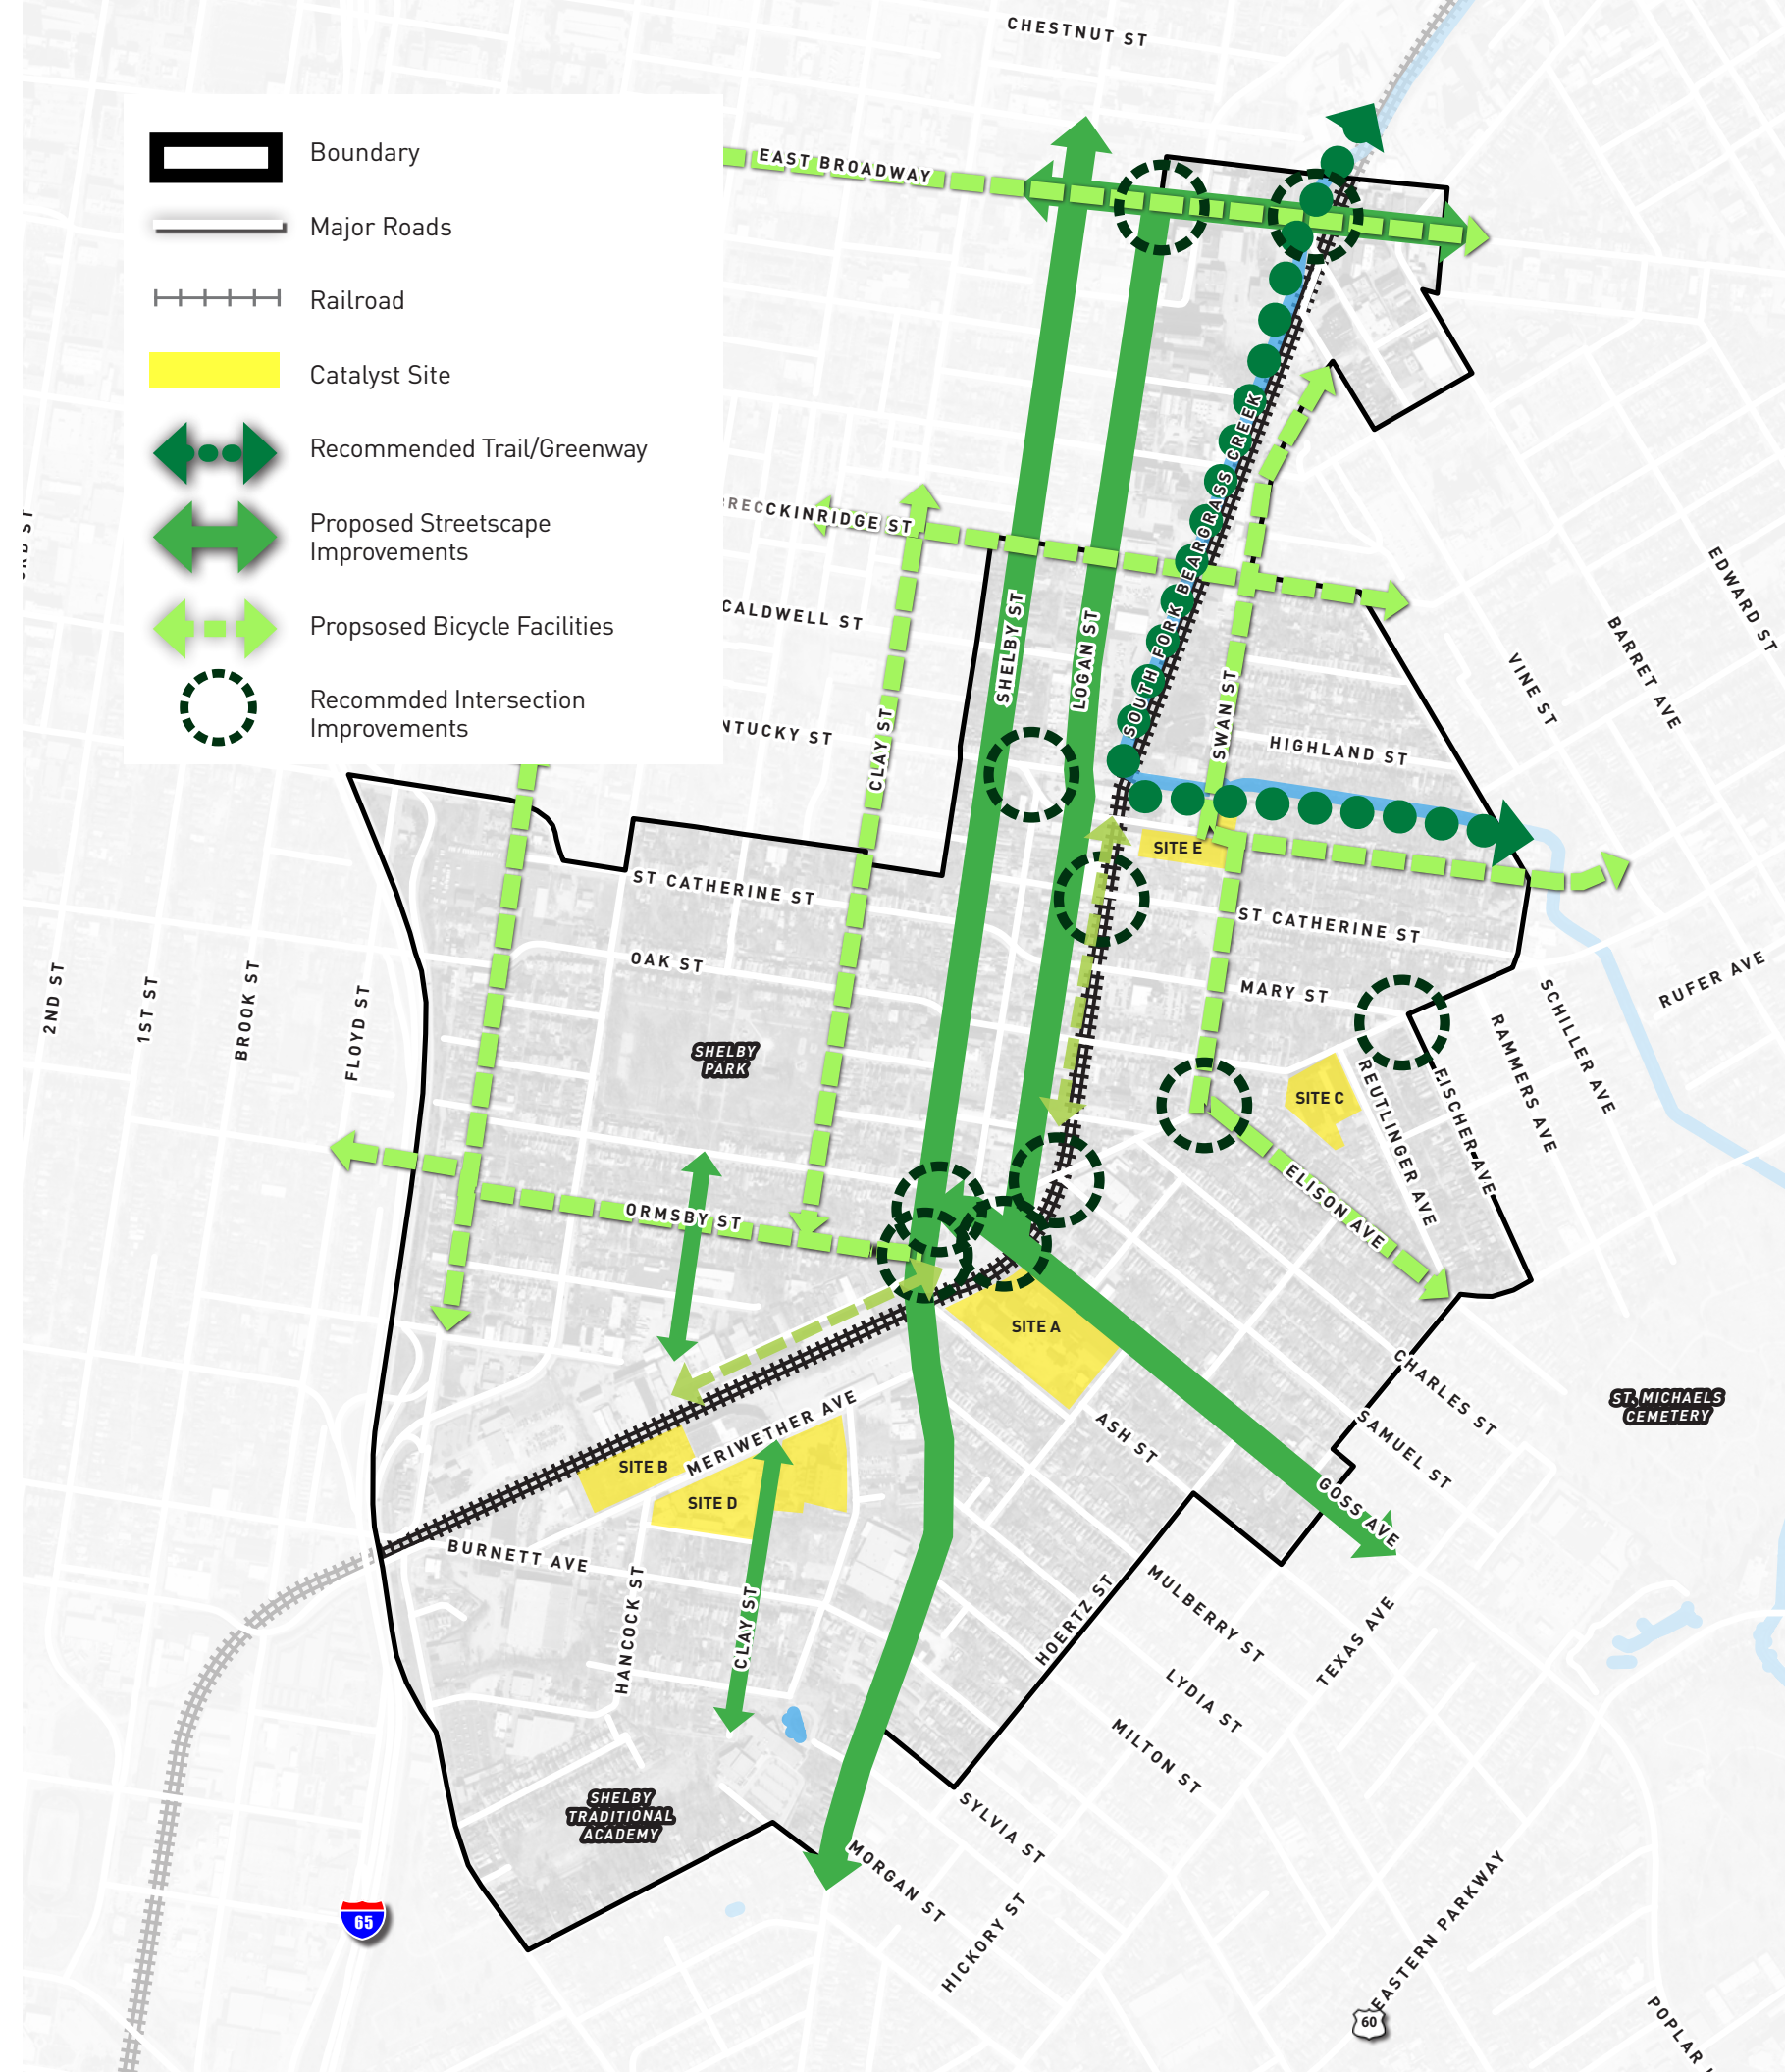 CHESTNUT ST
Boundary
Major Roads
Railroad
Catalyst Site
Recommended Trail/Greenway
Proposed Streetscape
Improvements
Propsosed Bicycle Facilities
Recommded Intersection
Improvements
EAST BROADWAY
RECCKINRIDGE ST
CALDWELL ST
NTUCKY ST
CLAY ST
SHELBY ST
LOGAN ST
SOUTH FORK BEARGRASS CREEK
SWAN ST
HIGHLAND ST
VINE ST
BARRET AVE
EDWARD ST
SITE E
ST CATHERINE ST
ST CATHERINE ST
OAK ST
MARY ST
2ND ST
1ST ST
BROOK ST
FLOYD ST
SHELBY
PARK
SITE C
REUTLINGER AVE
FISCHER AVE
RAMMERS AVE
SCHILLER AVE
RUFER AVE
ELISON AVE
ORMSBY ST
SITE A
MERIWETHER AVE
SITE B
SITE D
ASH ST
CHARLES ST
SAMUEL ST
GOSS AVE
ST. MICHAELS
CEMETERY
BURNETT AVE
HANCOCK ST
CLAY ST
HOERTZ ST
MULBERRY ST
TEXAS AVE
LYDIA ST
MILTON ST
SHELBY
TRADITIONAL
ACADEMY
SYLVIA ST
MORGAN ST
HICKORY ST
EASTERN PARKWAY
65
60
POPLAR